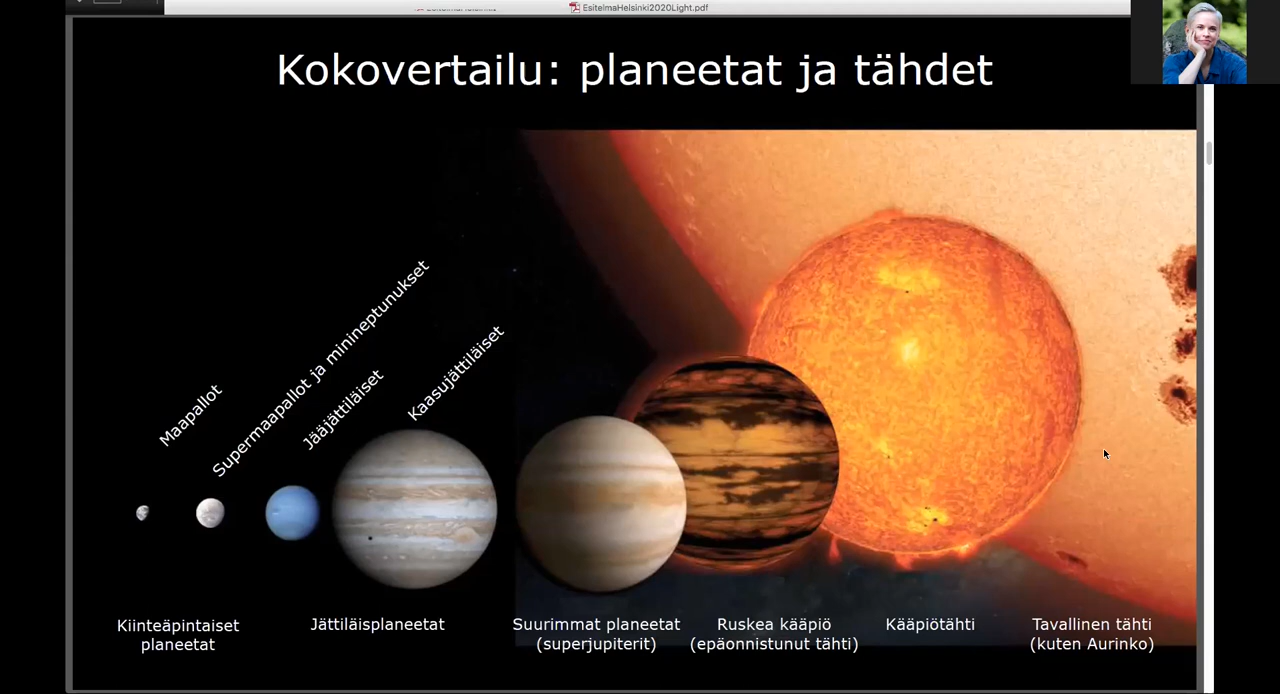 EsitelmaHelsinki2020Light.pdf
Kokovertailu: planeetat ja tähdet
Maapallot
Supermaapallot ja minineptunukset
Jääjättiläiset
Kaasujättiläiset
Kiinteäpintaiset
planeetat
Jättiläisplaneetat
Suurimmat planeetat
(superjupiterit)
Ruskea kääpiö
(epäonnistunut tähti)
Kääpiötähti
Tavallinen tähti
(kuten Aurinko)